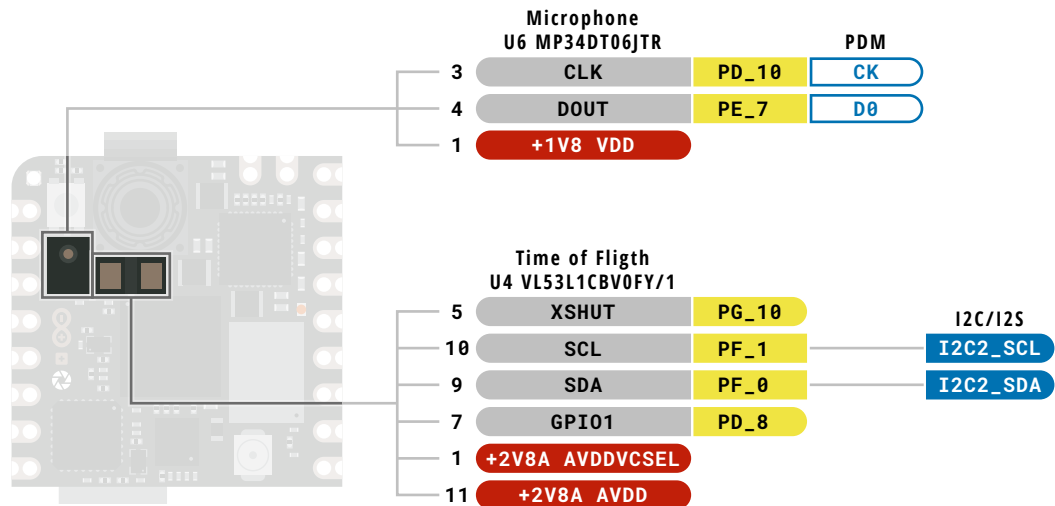 Microphone
U6 MP34DT06JTR
PDM
3 CLK PD_10 CK
4 DOUT PE_7 D0
1 +1V8 VDD
Time of Fligth
U4 VL53L1CBV0FY/1
I2C/I2S
5 XSHUT PG_10
10 SCL PF_1 I2C2_SCL
9 SDA PF_0 I2C2_SDA
7 GPIO1 PD_8
1 +2V8A AVDDVCSEL
11 +2V8A AVDD